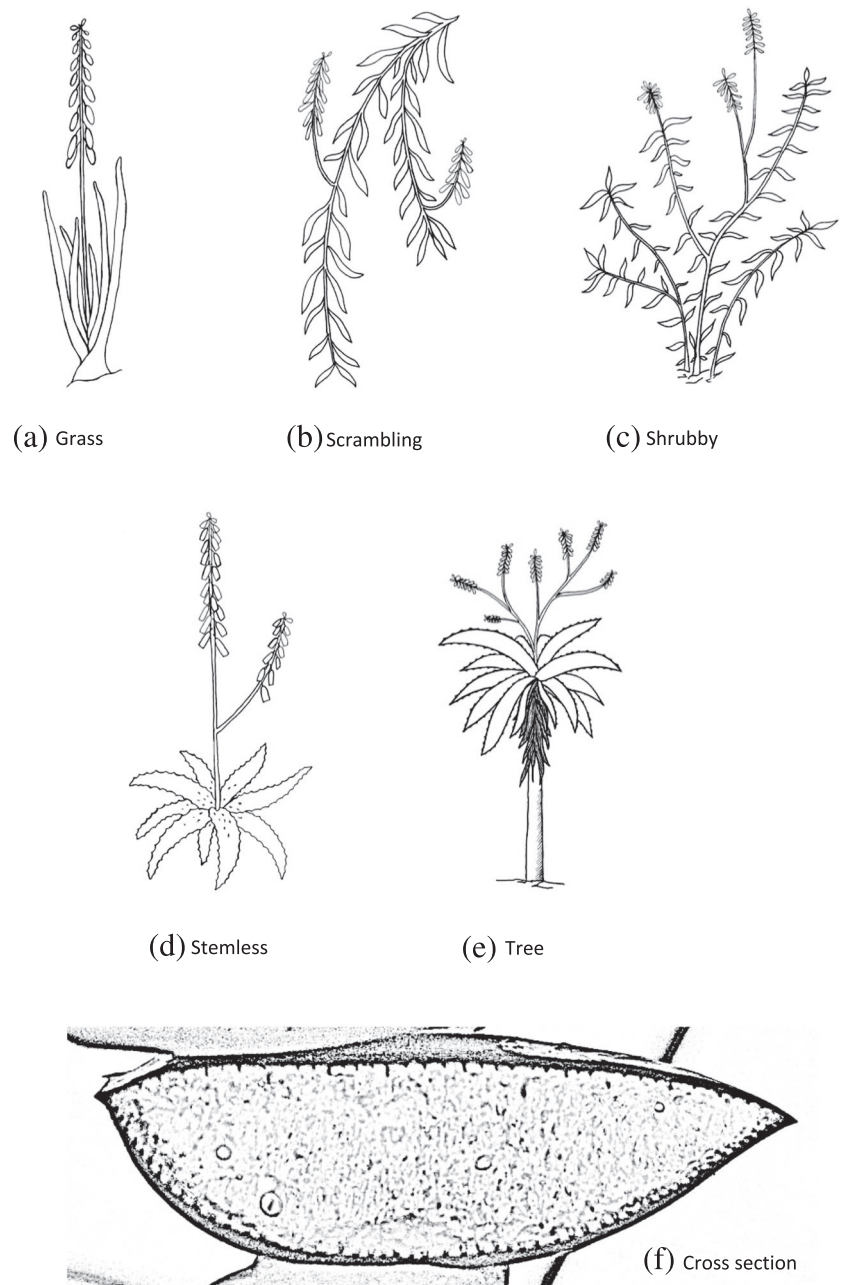 (a) Grass
(b) Scrambling
(c) Shrubby
(d) Stemless
(e) Tree
(f) Cross section